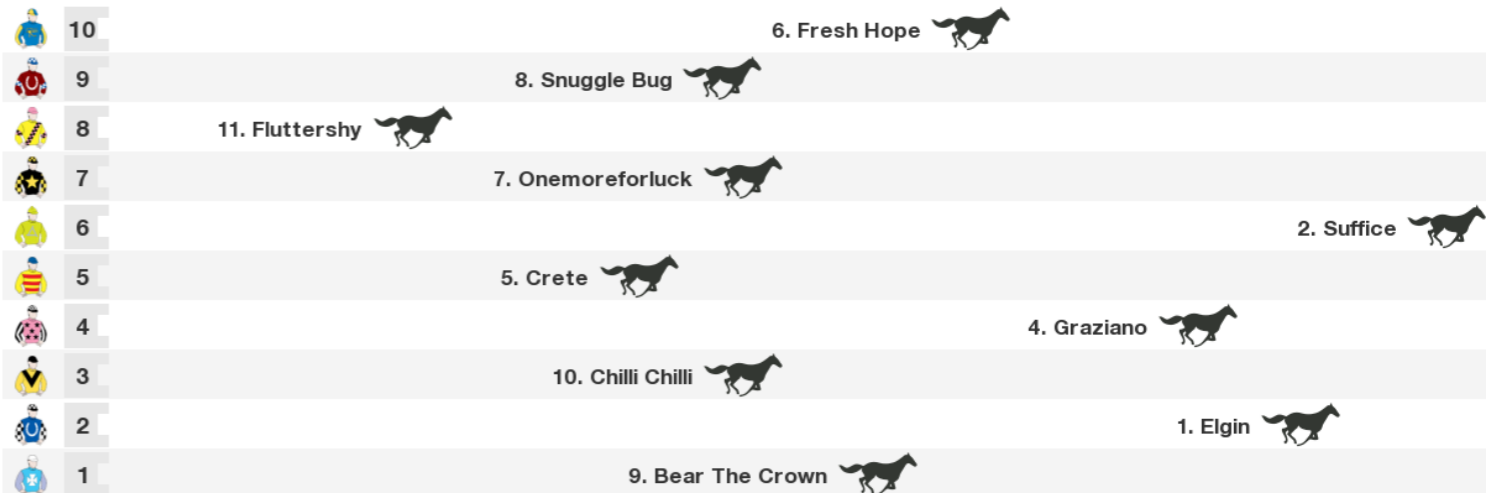 10 6. Fresh Hope
9 8. Snuggle Bug
8 11. Fluttershy
7 7. Onemoreforluck
6 2. Suffice
5 5. Crete
4 4. Graziano
3 10. Chilli Chilli
2 1. Elgin
1 9. Bear The Crown